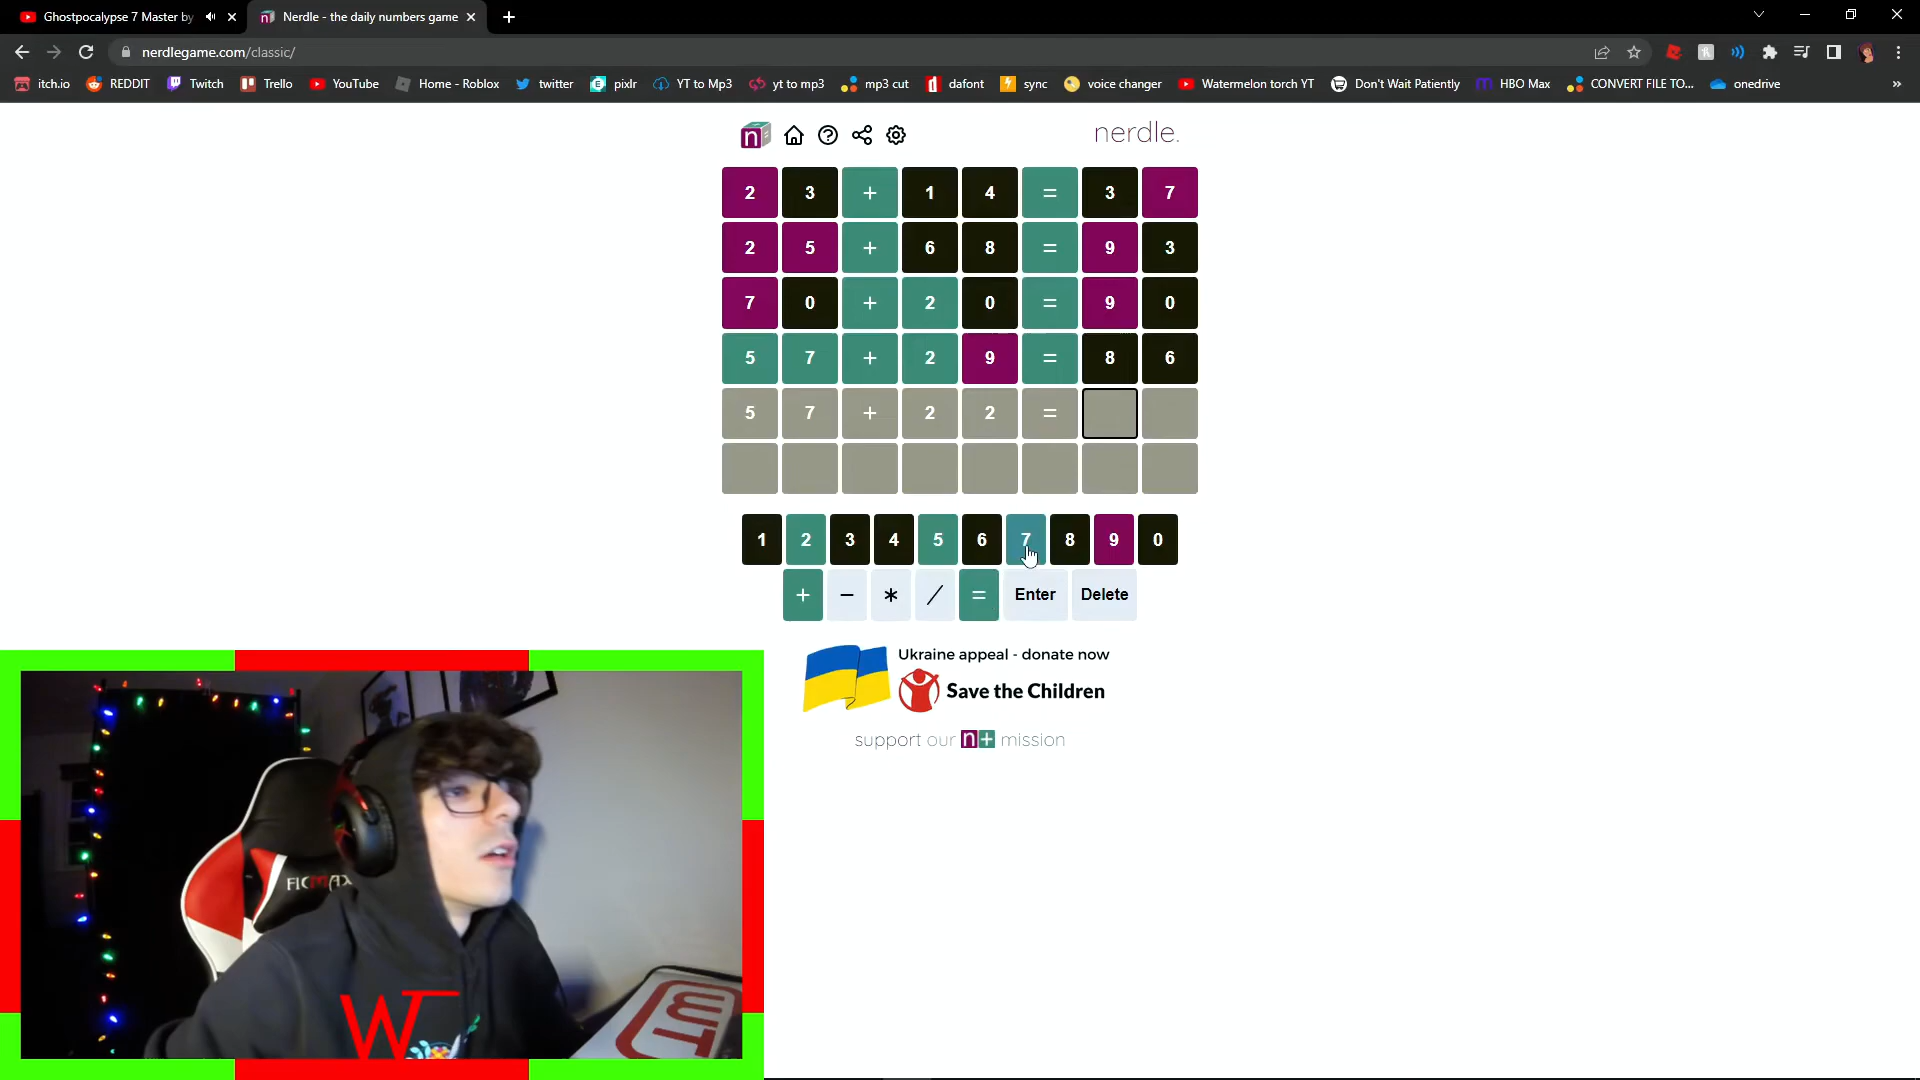 Ghostpocalypse 7 Master by
Nerdle - the daily numbers game
nerdlegame.com/classic/
itch.io REDDIT Twitch Trello YouTube Home - Roblox twitter pixlr YT to Mp3 yt to mp3 mp3 cut dafont sync voice changer Watermelon torch YT Don't Wait Patiently HBO Max CONVERT FILE TO... onedrive »
n nerdle.
2 3 + 1 4 = 3 7
2 5 + 6 8 = 9 3
7 0 + 2 0 = 9 0
5 7 + 2 9 = 8 6
5 7 + 2 2 =
1 2 3 4 5 6 7 8 9 0
+ - * / = Enter Delete
Ukraine appeal - donate now
Save the Children
support our n+ mission
FICMAX
W